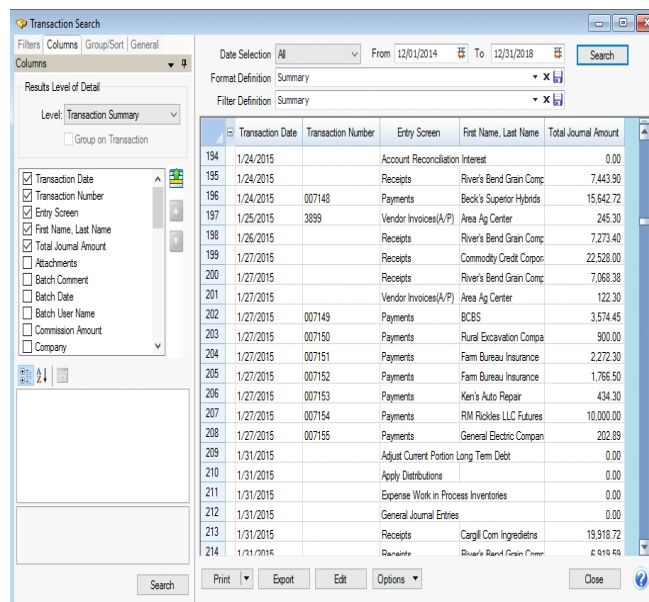 Transaction Search
Filters Columns Group/Sort General
Columns
Results Level of Detail
Level: Transaction Summary
Group on Transaction
Transaction Date
Transaction Number
Entry Screen
First Name, Last Name
Total Journal Amount
Attachments
Batch Comment
Batch Date
Batch User Name
Commission Amount
Company
Search
Date Selection All From 12/01/2014 To 12/31/2018 Search
Format Definition Summary
Filter Definition Summary
Transaction Date Transaction Number Entry Screen First Name, Last Name Total Journal Amount
194 1/24/2015 Account Reconciliation Interest 0.00
195 1/24/2015 Receipts River's Bend Grain Comp 7,443.90
196 1/24/2015 007148 Payments Beck's Superior Hybrids 15,642.72
197 1/25/2015 3899 Vendor Invoices(A/P) Area Ag Center 245.30
198 1/26/2015 Receipts River's Bend Grain Comp 7,273.40
199 1/27/2015 Receipts Commodity Credit Corpora 22,528.00
200 1/27/2015 Receipts River's Bend Grain Comp 7,068.38
201 1/27/2015 Vendor Invoices(A/P) Area Ag Center 122.30
202 1/27/2015 007149 Payments BCBS 3,574.45
203 1/27/2015 007150 Payments Rural Excavation Compa 900.00
204 1/27/2015 007151 Payments Farm Bureau Insurance 2,272.30
205 1/27/2015 007152 Payments Farm Bureau Insurance 1,766.50
206 1/27/2015 007153 Payments Ken's Auto Repair 434.30
207 1/27/2015 007154 Payments RM Rickles LLC Futures 10,000.00
208 1/27/2015 007155 Payments General Electric Compan 202.89
209 1/31/2015 Adjust Current Portion Long Term Debt 0.00
210 1/31/2015 Apply Distributions 0.00
211 1/31/2015 Expense Work in Process Inventories 0.00
212 1/31/2015 General Journal Entries 0.00
213 1/31/2015 Receipts Cargill Corn Ingredietns 19,918.72
214 1/31/2015 Receipts River's Bend Grain Comp 6,919.59
Print Export Edit Options Close